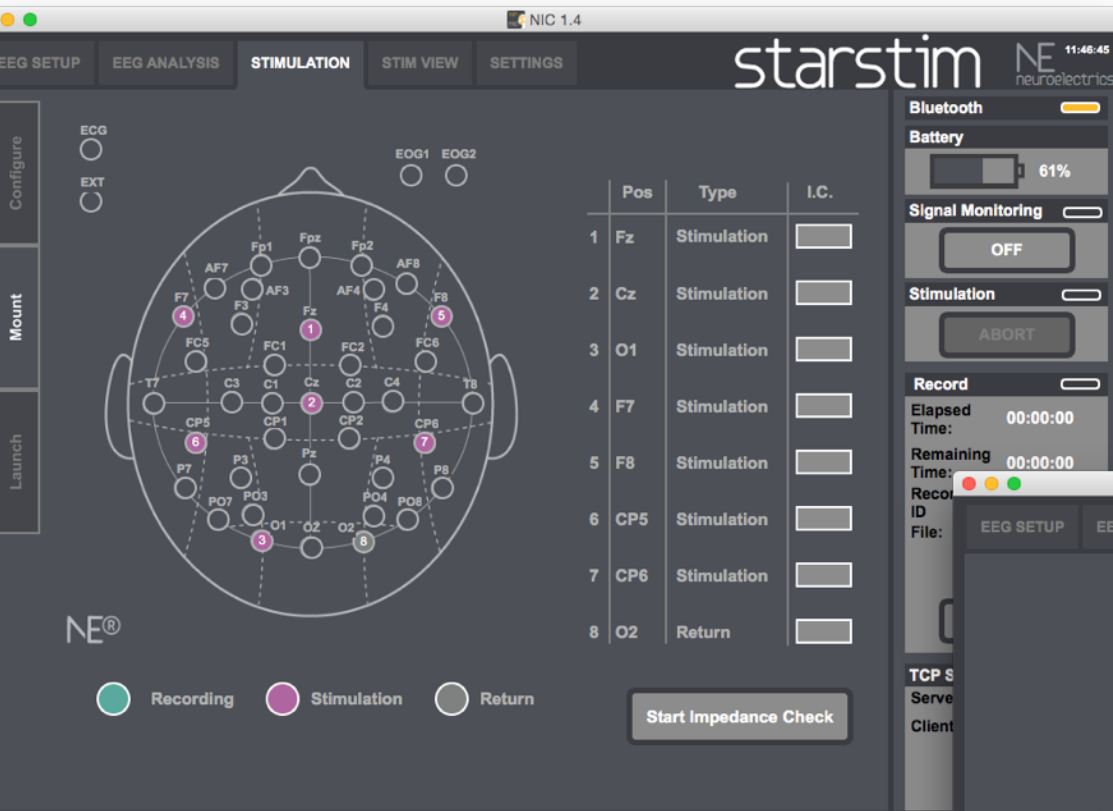 NIC 1.4
EEG SETUP
EEG ANALYSIS
STIMULATION
STIM VIEW
SETTINGS
starstim
NE
neuroelectrics
11:46:45
Configure
Mount
Launch
ECG
EXT
EOG1 EOG2
Fp1 Fpz Fp2
AF7 AF3 AF4 AF8
F7 F3 Fz F4 F8
4 1 5
FC5 FC1 FC2 FC6
T7 C3 C1 Cz C2 C4 T8
2
CP5 CP1 CP2 CP6
6 7
P7 P3 Pz P4 P8
PO7 PO3 PO4 PO8
O1 OZ O2
3 8
NE®
Recording
Stimulation
Return
Pos Type I.C.
1 Fz Stimulation
2 Cz Stimulation
3 O1 Stimulation
4 F7 Stimulation
5 F8 Stimulation
6 CP5 Stimulation
7 CP6 Stimulation
8 O2 Return
Start Impedance Check
Bluetooth
Battery
61%
Signal Monitoring
OFF
Stimulation
ABORT
Record
Elapsed
Time: 00:00:00
Remaining
Time: 00:00:00
Recor
ID
File:
TCP S
Serve
Client
EEG SETUP
EE